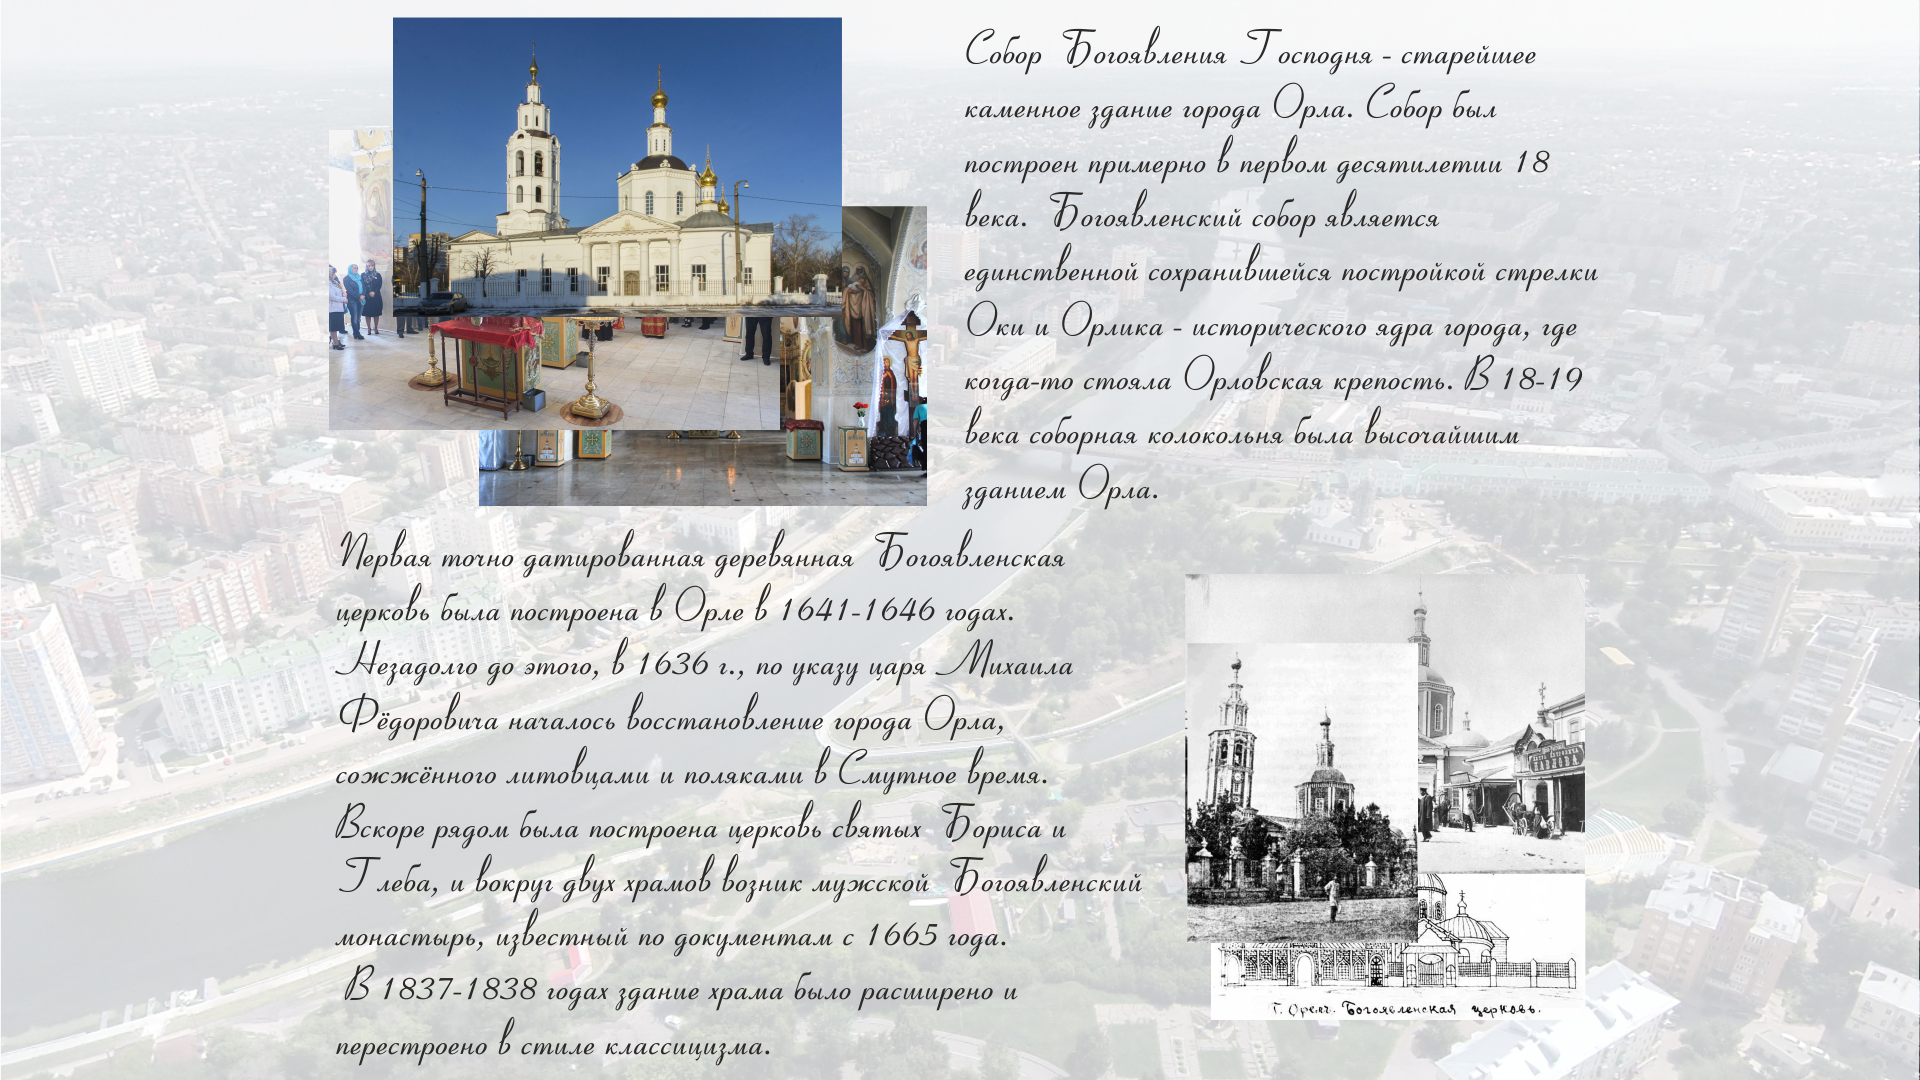 Собор Богоявления Господня - старейшее
каменное здание города Орла. Собор был
построен примерно в первом десятилетии 18
века. Богоявленский собор является
единственной сохранившейся постройкой стрелки
Оки и Орлика - исторического ядра города, где
когда-то стояла Орловская крепость. В 18-19
века соборная колокольня была высочайшим
зданием Орла.
Первая точно датированная деревянная Богоявленская
церковь была построена в Орле в 1641-1646 годах.
Незадолго до этого, в 1636 г., по указу царя Михаила
Фёдоровича началось восстановление города Орла,
сожжённого литовцами и поляками в Смутное время.
Вскоре рядом была построена церковь святых Бориса и
Глеба, и вокруг двух храмов возник мужской Богоявленский
монастырь, известный по документам с 1665 года.
В 1837-1838 годах здание храма было расширено и
перестроено в стиле классицизма.
ПАВЛОВА
Г. Орёл. Богоявленская церковь.